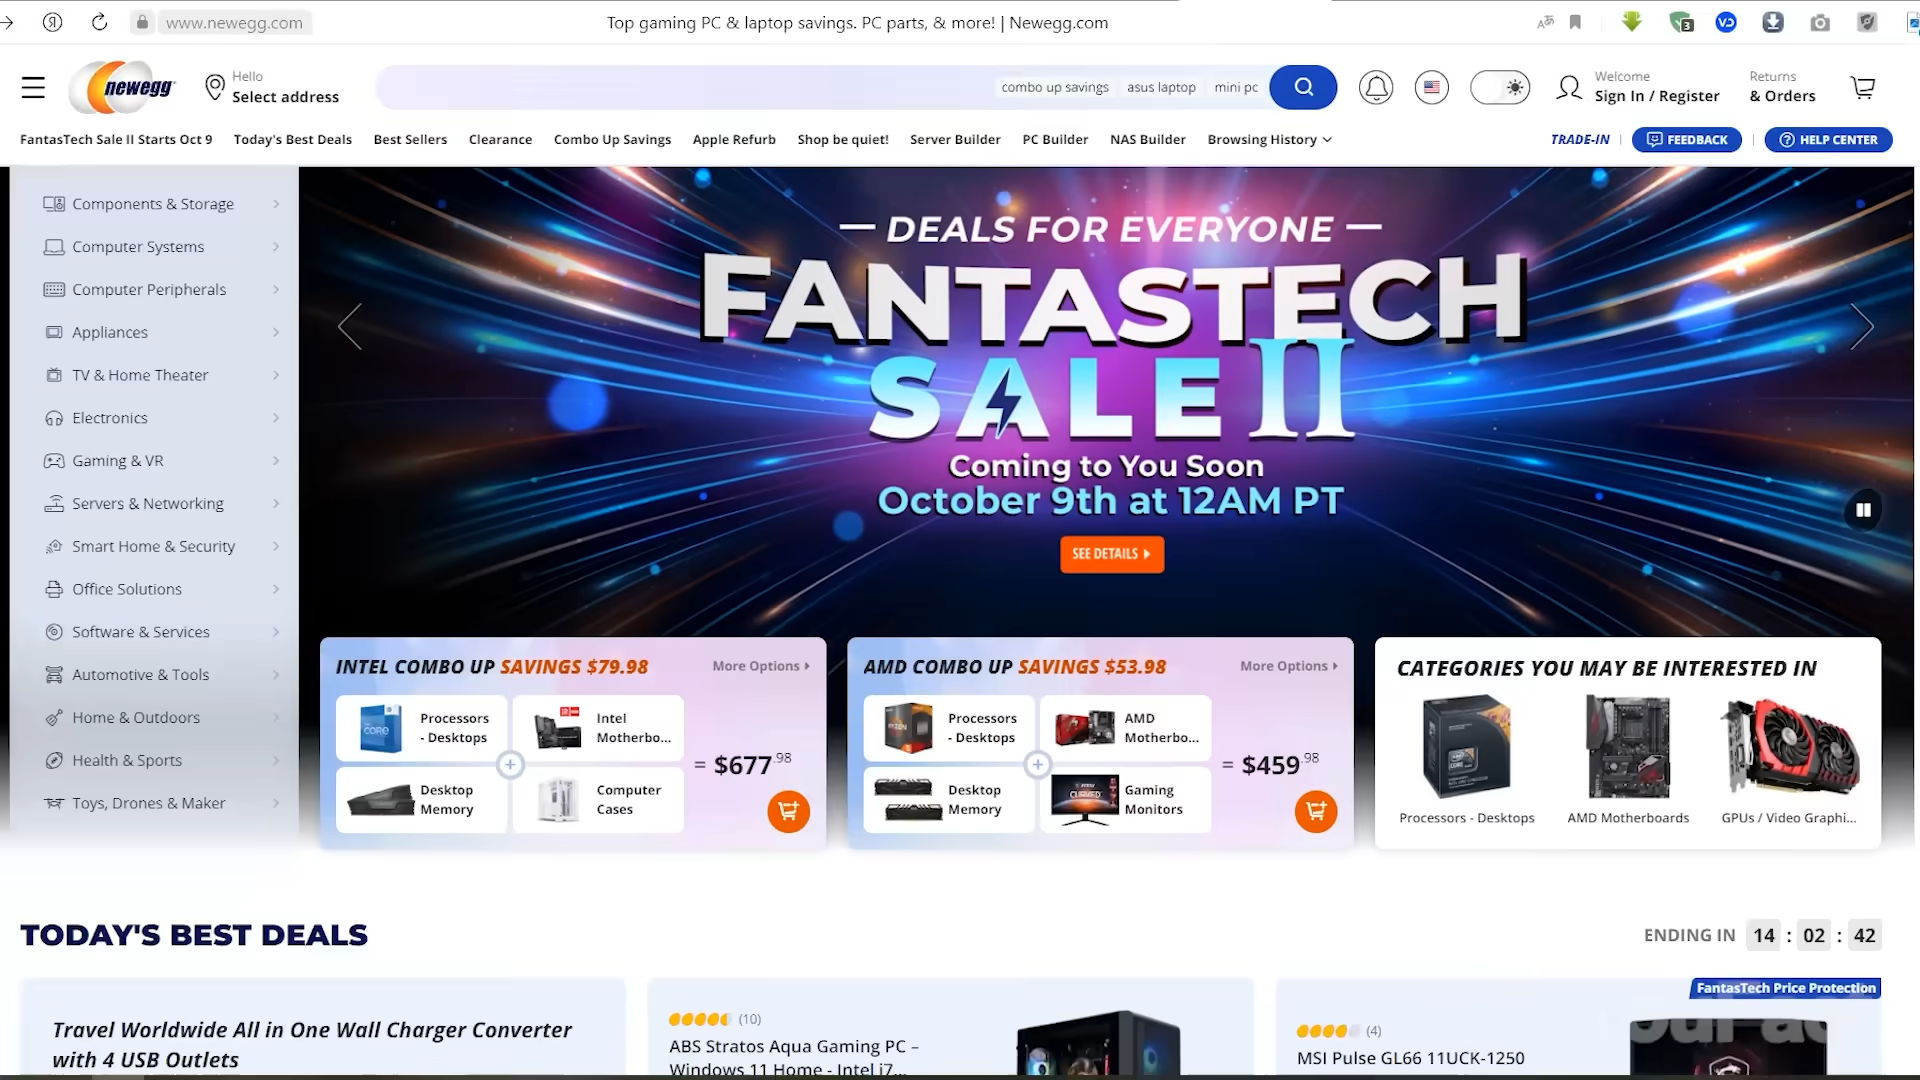 www.newegg.com
Top gaming PC & laptop savings. PC parts, & more! | Newegg.com
3
newegg
Hello
Select address
combo up savings
asus laptop
mini pc
Welcome
Sign In / Register
Returns
& Orders
FantasTech Sale II Starts Oct 9
Today's Best Deals
Best Sellers
Clearance
Combo Up Savings
Apple Refurb
Shop be quiet!
Server Builder
PC Builder
NAS Builder
Browsing History
TRADE-IN
FEEDBACK
HELP CENTER
Components & Storage
Computer Systems
Computer Peripherals
Appliances
TV & Home Theater
Electronics
Gaming & VR
Servers & Networking
Smart Home & Security
Office Solutions
Software & Services
Automotive & Tools
Home & Outdoors
Health & Sports
Toys, Drones & Maker
— DEALS FOR EVERYONE —
FANTASTECH
SALE II
Coming to You Soon
October 9th at 12AM PT
SEE DETAILS
INTEL COMBO UP SAVINGS $79.98
More Options
Processors
- Desktops
Intel
Motherbo...
Desktop
Memory
Computer
Cases
= $677.98
AMD COMBO UP SAVINGS $53.98
More Options
Processors
- Desktops
AMD
Motherbo...
Desktop
Memory
Gaming
Monitors
= $459.98
CATEGORIES YOU MAY BE INTERESTED IN
Processors - Desktops
AMD Motherboards
GPUs / Video Graphi...
TODAY'S BEST DEALS
ENDING IN 14 : 02 : 42
Travel Worldwide All in One Wall Charger Converter
with 4 USB Outlets
(10)
ABS Stratos Aqua Gaming PC –
Windows 11 Home - Intel i7...
FantasTech Price Protection
(4)
MSI Pulse GL66 11UCK-1250